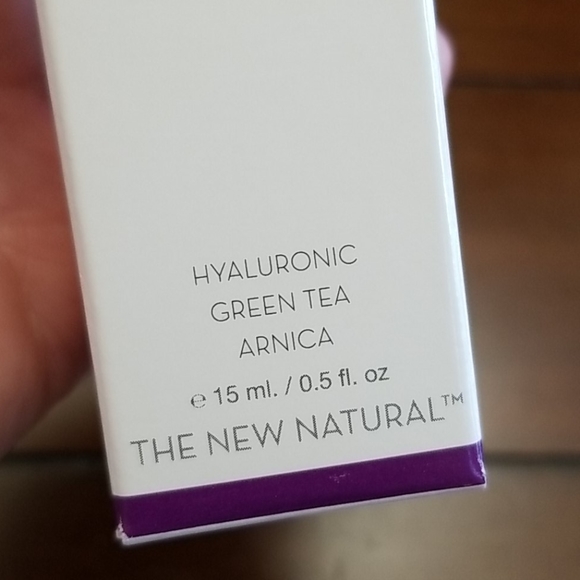 HYALURONIC
GREEN TEA
ARNICA
℮ 15 ml. / 0.5 fl. oz
THE NEW NATURAL™